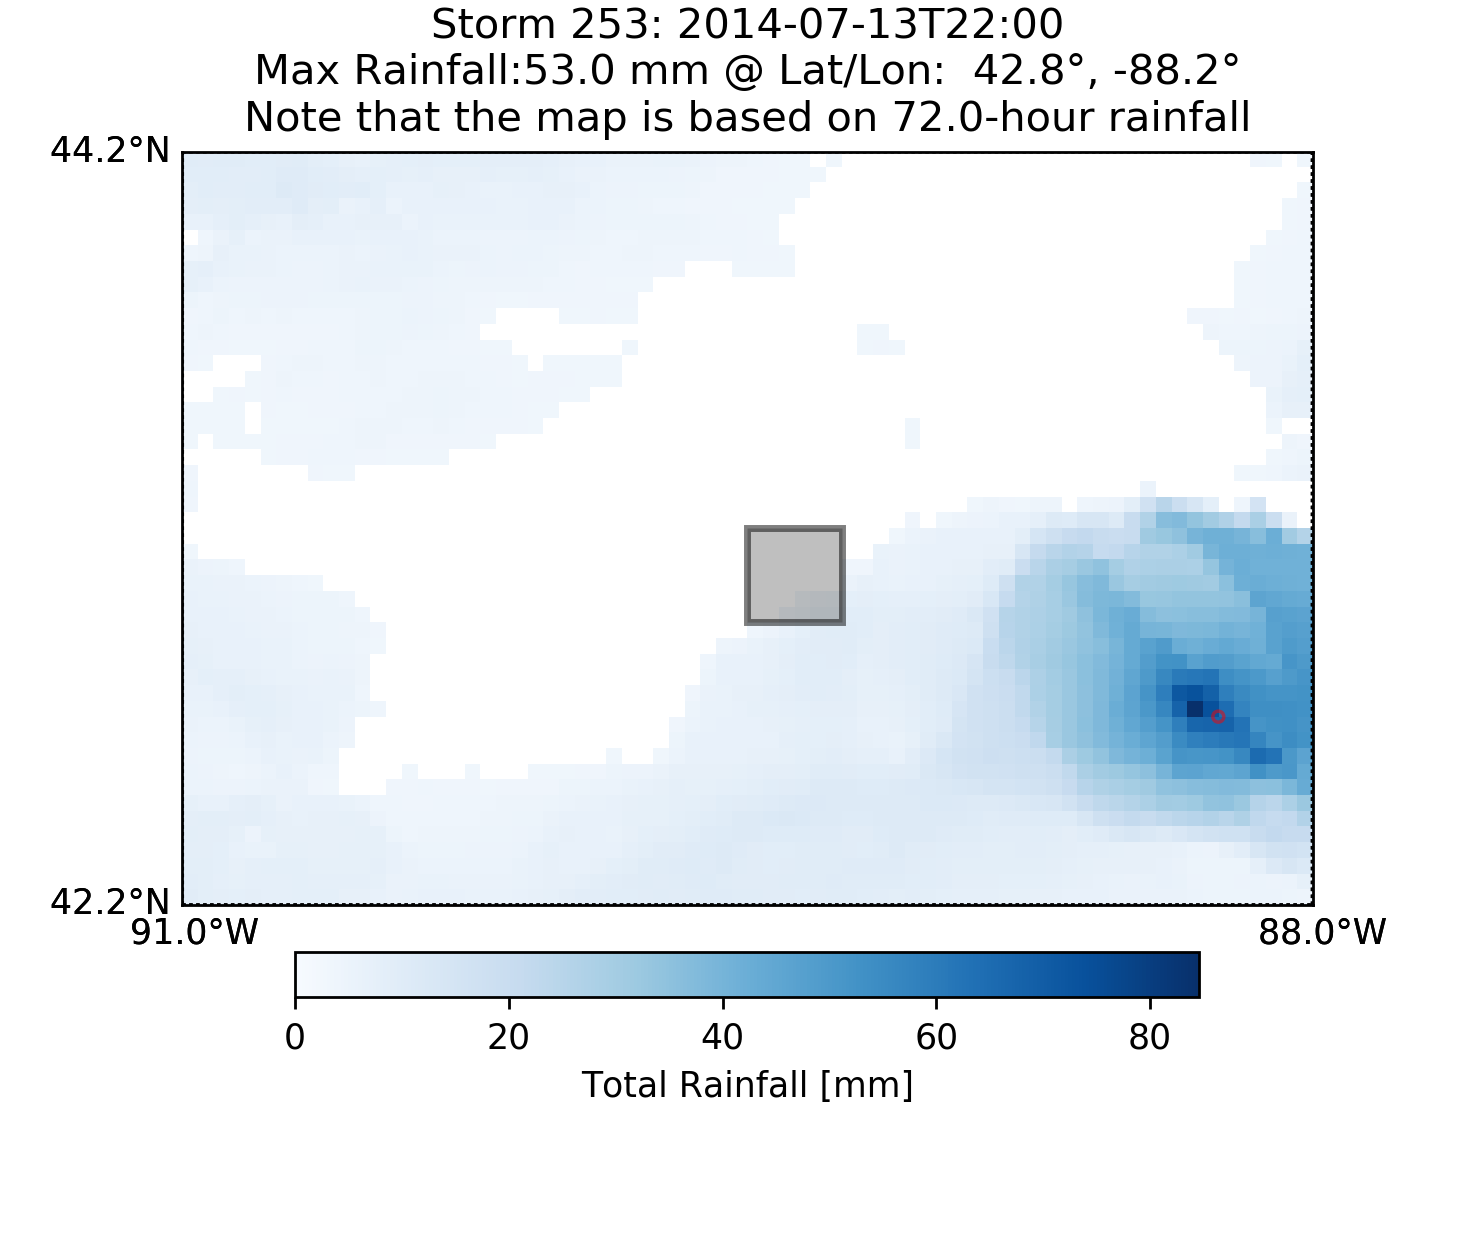 Storm 253: 2014-07-13T22:00
Max Rainfall:53.0 mm @ Lat/Lon:  42.8°, -88.2°
Note that the map is based on 72.0-hour rainfall
44.2°N
42.2°N
91.0°W 88.0°W
0 20 40 60 80
Total Rainfall [mm]